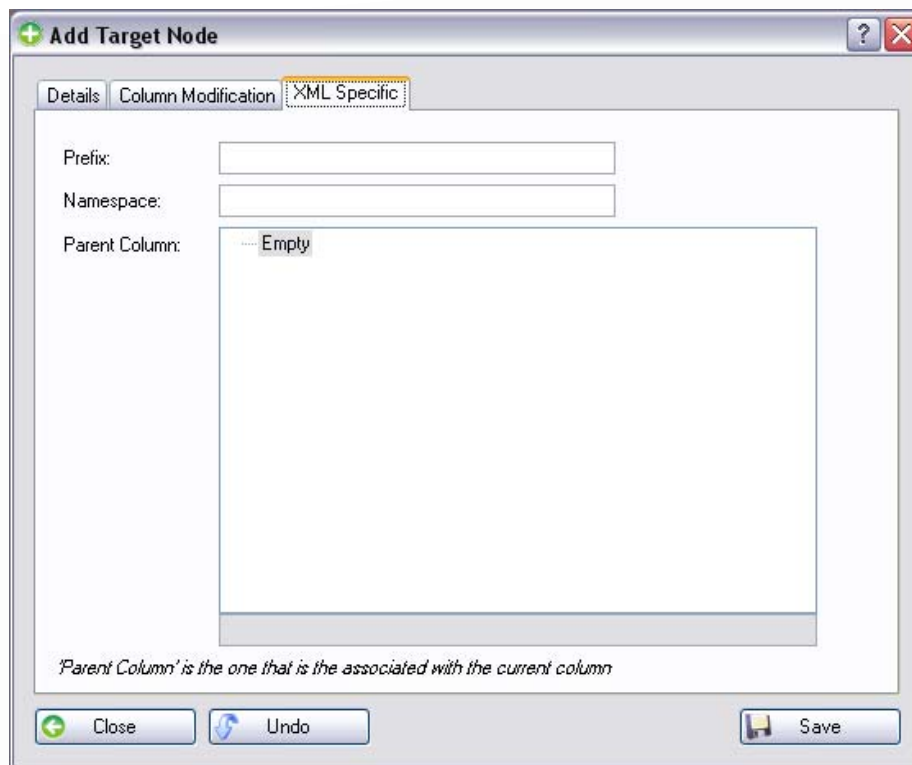 Add Target Node
?
Details Column Modification XML Specific
Prefix:
Namespace:
Parent Column: Empty
'Parent Column' is the one that is the associated with the current column
Close Undo Save